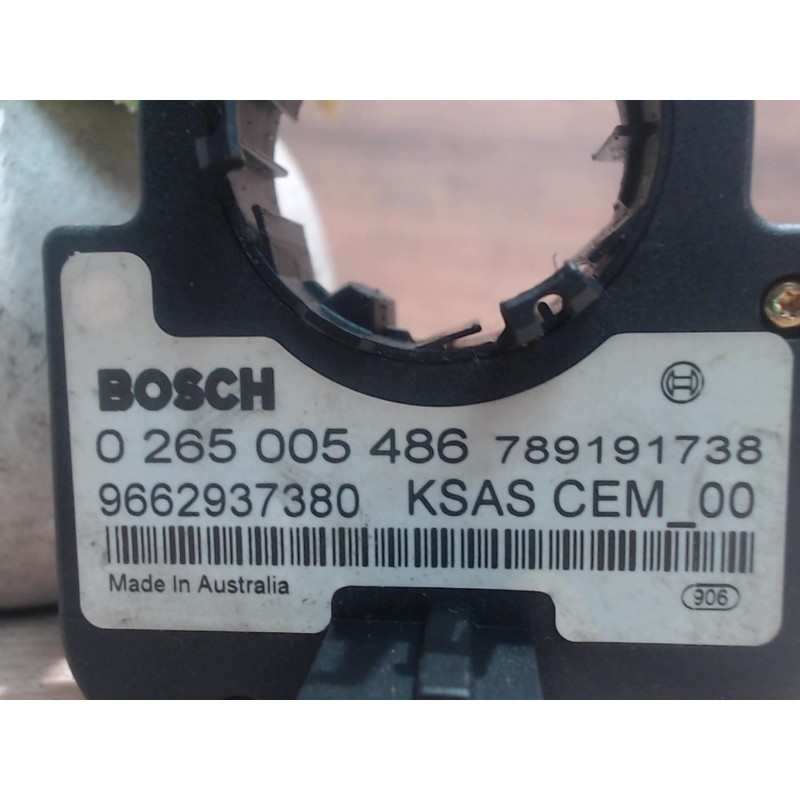 BOSCH
0 265 005 486 789191738
9662937380 KSAS CEM_00
Made In Australia
906